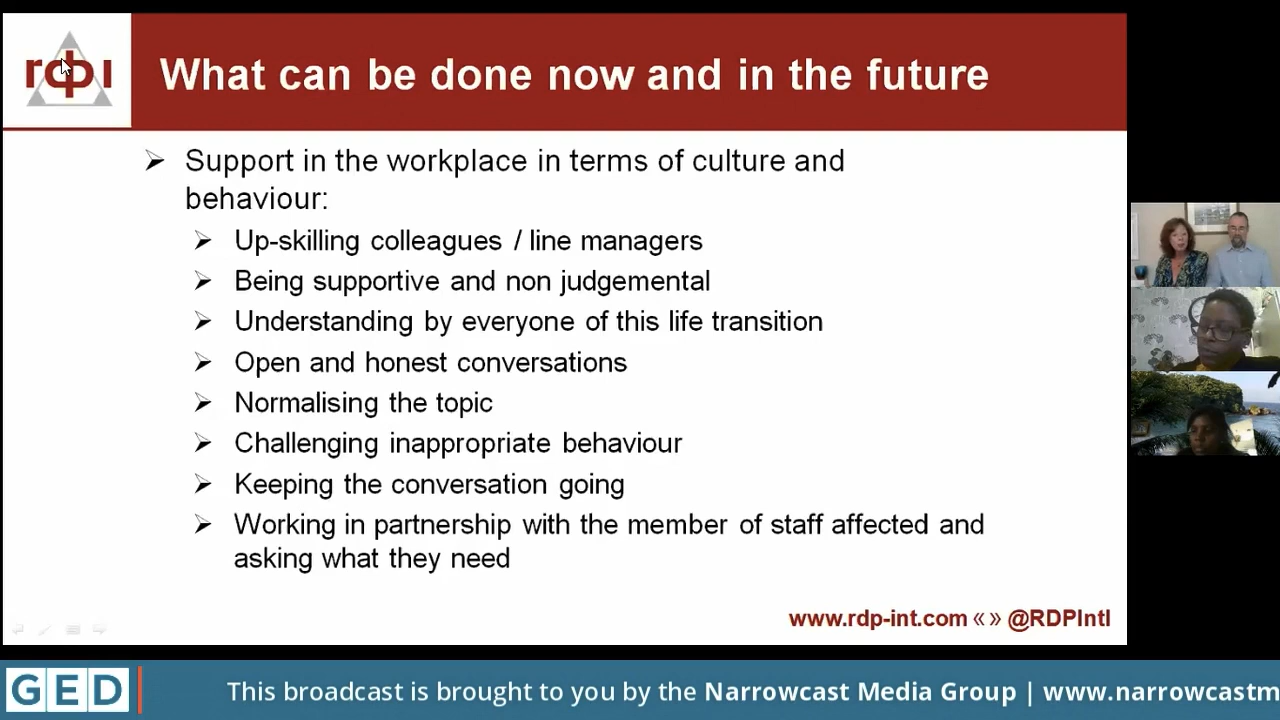 rdpi
What can be done now and in the future
Support in the workplace in terms of culture and
behaviour:
Up-skilling colleagues / line managers
Being supportive and non judgemental
Understanding by everyone of this life transition
Open and honest conversations
Normalising the topic
Challenging inappropriate behaviour
Keeping the conversation going
Working in partnership with the member of staff affected and
asking what they need
www.rdp-int.com «» @RDPIntl
GED
This broadcast is brought to you by the Narrowcast Media Group | www.narrowcastm